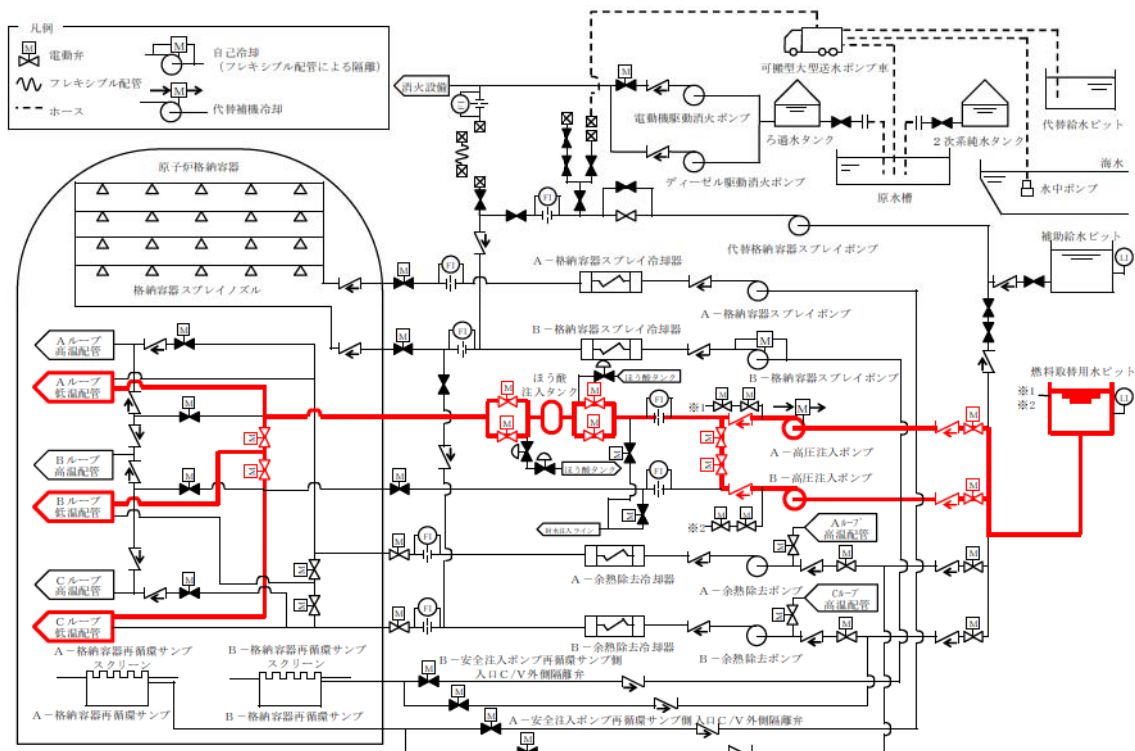 凡例
M
電動弁
フレキシブル配管
ホース
M
自己冷却
(フレキシブル配管による隔離)
M
代替補機冷却
消火設備
M
電動機駆動消火ポンプ
ディーゼル駆動消火ポンプ
可搬型大型送水ポンプ車
ろ過水タンク
2次系純水タンク
代替給水ピット
原水槽
海水
水中ポンプ
原子炉格納容器
格納容器スプレイノズル
FI
代替格納容器スプレイポンプ
補助給水ピット
LI
M
FI
A-格納容器スプレイ冷却器
A-格納容器スプレイポンプ
M
FI
B-格納容器スプレイ冷却器
M
B-格納容器スプレイポンプ
Aループ
高温配管
M
Aループ
低温配管
M
M
Bループ
高温配管
Bループ
低温配管
M
M
M
Cループ
高温配管
M
Cループ
低温配管
M
M
ほう酸
注入タンク
M
M
M
M
ほう酸タンク
ほう酸タンク
FI
FI
※1
M
M
M
A-高圧注入ポンプ
M
M
B-高圧注入ポンプ
※2
M
M
M
M
燃料取替用水ピット
※1
※2
LI
封水注入ライン
M
M
FI
A-余熱除去冷却器
A-余熱除去ポンプ
Aループ
高温配管
M
M
M
M
FI
B-余熱除去冷却器
B-余熱除去ポンプ
Cループ
高温配管
M
M
M
A-格納容器再循環サンプ
スクリーン
B-格納容器再循環サンプ
スクリーン
A-格納容器再循環サンプ
B-格納容器再循環サンプ
B-安全注入ポンプ再循環サンプ側
入口C/V外側隔離弁
M
M
A-安全注入ポンプ再循環サンプ側入口C/V外側隔離弁
M
M